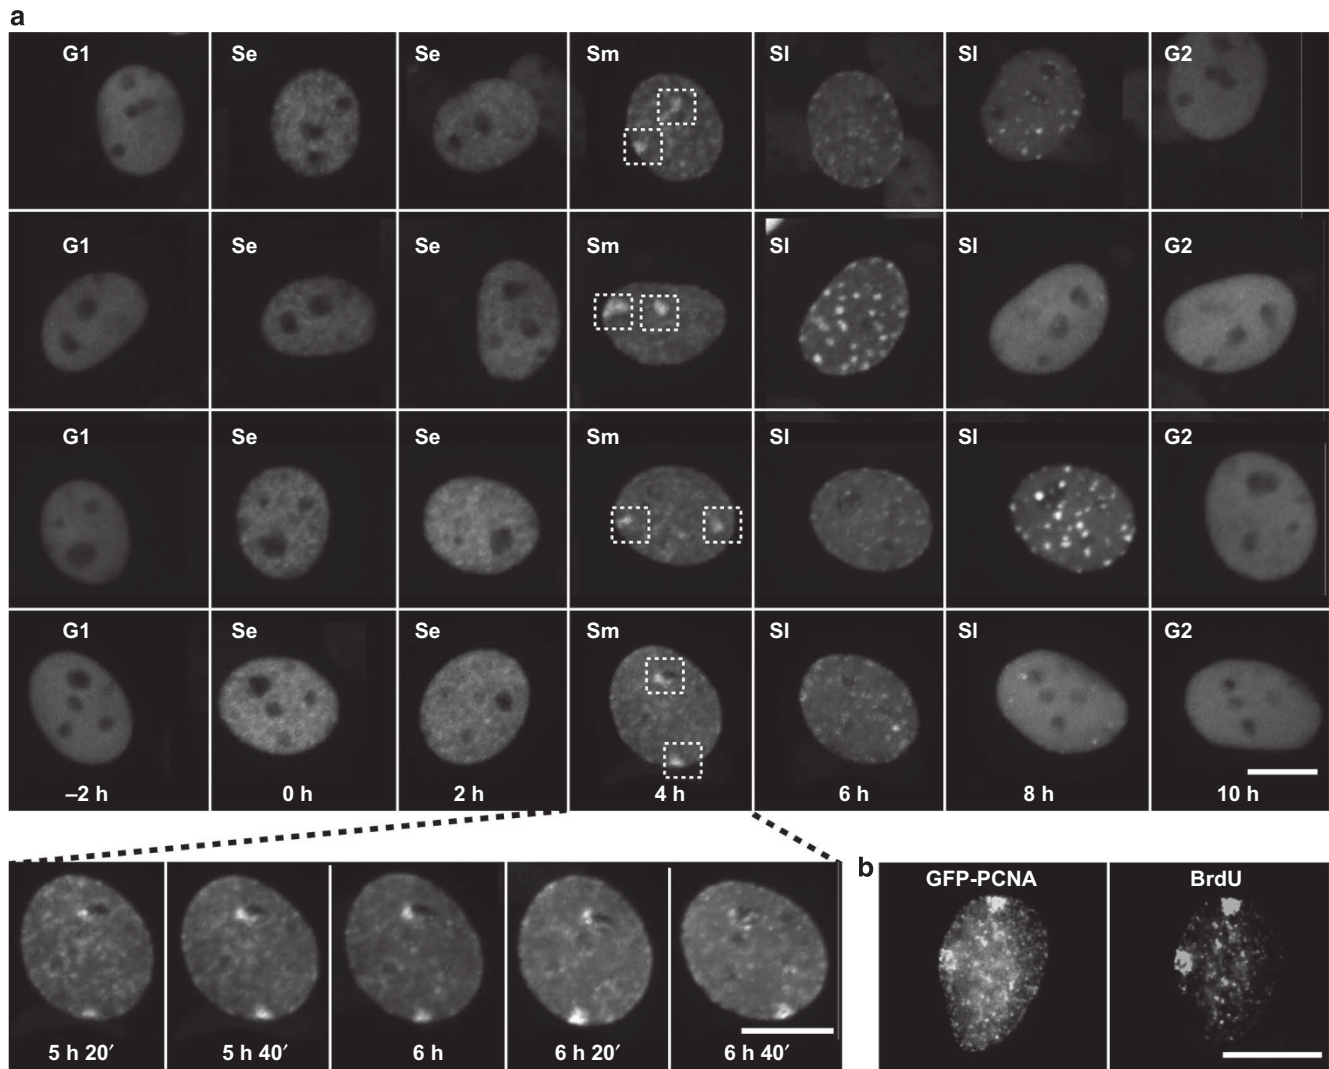 a
G1 Se Se Sm Sl Sl G2
G1 Se Se Sm Sl Sl G2
G1 Se Se Sm Sl Sl G2
G1 Se Se Sm Sl Sl G2
–2 h 0 h 2 h 4 h 6 h 8 h 10 h
5 h 20′ 5 h 40′ 6 h 6 h 20′ 6 h 40′
b
GFP-PCNA BrdU